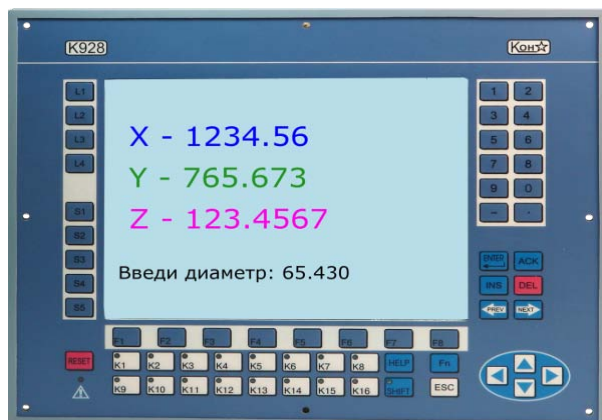 K928 Кон☆
L1 1 2
L2 3 4
L3 5 6
L4 7 8
9 0
S1 - .
S2
S3 ENTER ACK
S4 INS DEL
S5 PREV NEXT
X - 1234.56
Y - 765.673
Z - 123.4567
Введи диаметр: 65.430
F1 F2 F3 F4 F5 F6 F7 F8
RESET K1 K2 K3 K4 K5 K6 K7 K8 HELP Fn
K9 K10 K11 K12 K13 K14 K15 K16 SHIFT ESC